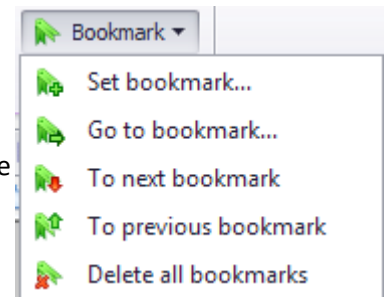 Bookmark
Set bookmark...
Go to bookmark...
e
To next bookmark
To previous bookmark
Delete all bookmarks